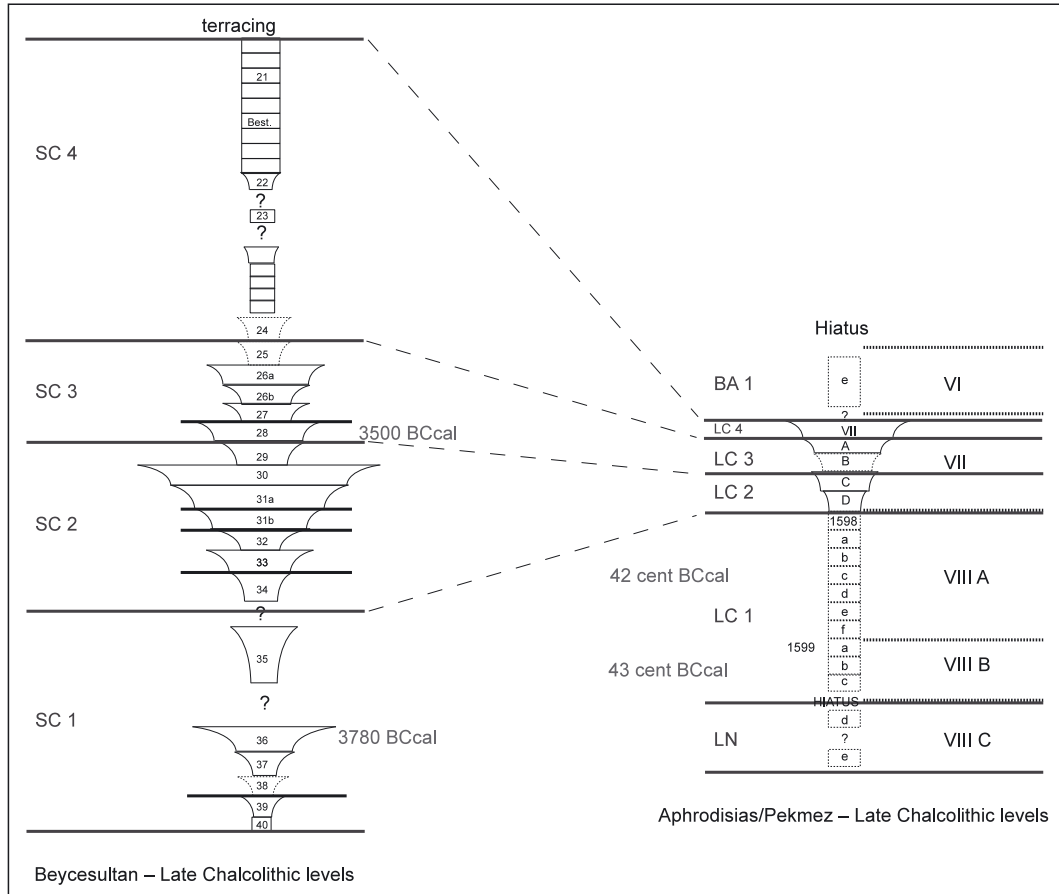 terracing
21
Best.
SC 4
22
?
23
?
24
25
26a
SC 3
26b
27
28
3500 BCcal
29
30
31a
SC 2
31b
32
33
34
?
35
?
SC 1
36
3780 BCcal
37
38
39
40
Beycesultan – Late Chalcolithic levels
Hiatus
BA 1
e
VI
?
LC 4
VII
A
LC 3
B
VII
C
LC 2
D
1598
a
b
42 cent BCcal
c
VIII A
d
LC 1
e
f
1599
a
43 cent BCcal
b
VIII B
c
HIATUS
d
LN
?
VIII C
e
Aphrodisias/Pekmez – Late Chalcolithic levels